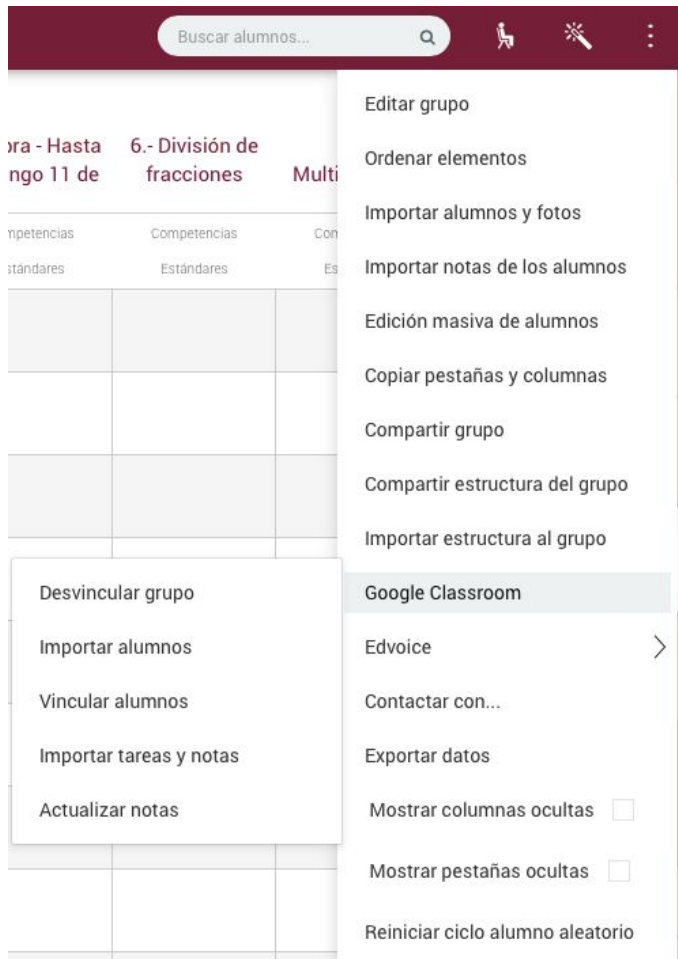 Buscar alumnos...
ora - Hasta
ngo 11 de
6.- División de
fracciones
Multi
mpetencias
Competencias
Con
stándares
Estándares
Es
Editar grupo
Ordenar elementos
Importar alumnos y fotos
Importar notas de los alumnos
Edición masiva de alumnos
Copiar pestañas y columnas
Compartir grupo
Compartir estructura del grupo
Importar estructura al grupo
Google Classroom
Edvoice
Contactar con...
Exportar datos
Mostrar columnas ocultas
Mostrar pestañas ocultas
Reiniciar ciclo alumno aleatorio
Desvincular grupo
Importar alumnos
Vincular alumnos
Importar tareas y notas
Actualizar notas